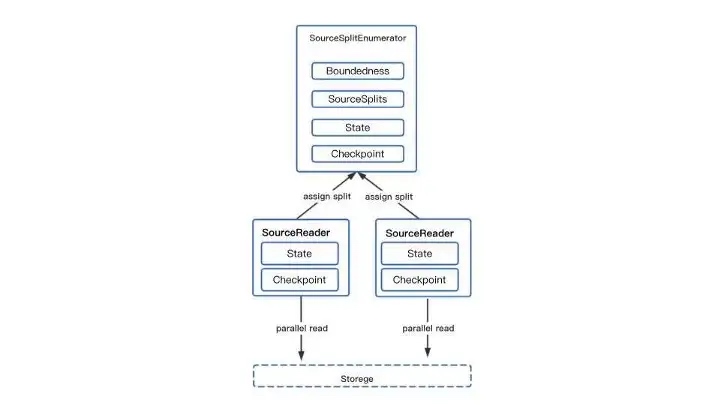 SourceSplitEnumerator
Boundedness
SourceSplits
State
Checkpoint
assign split
assign split
SourceReader
State
Checkpoint
SourceReader
State
Checkpoint
parallel read
parallel read
Storege